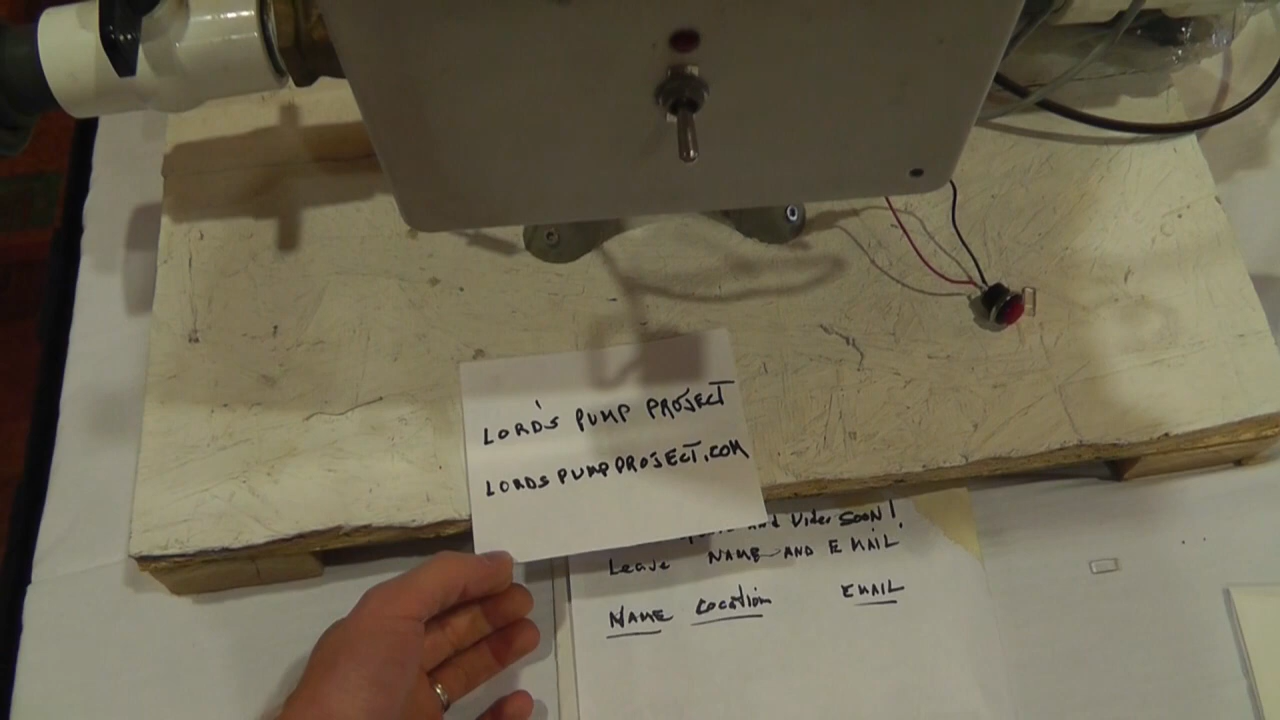 LORD'S PUMP PROJECT
LORDSPUMPPROJECT.COM
and Video SOON!
Leave NAME AND EMAIL
NAME Location EMAIL